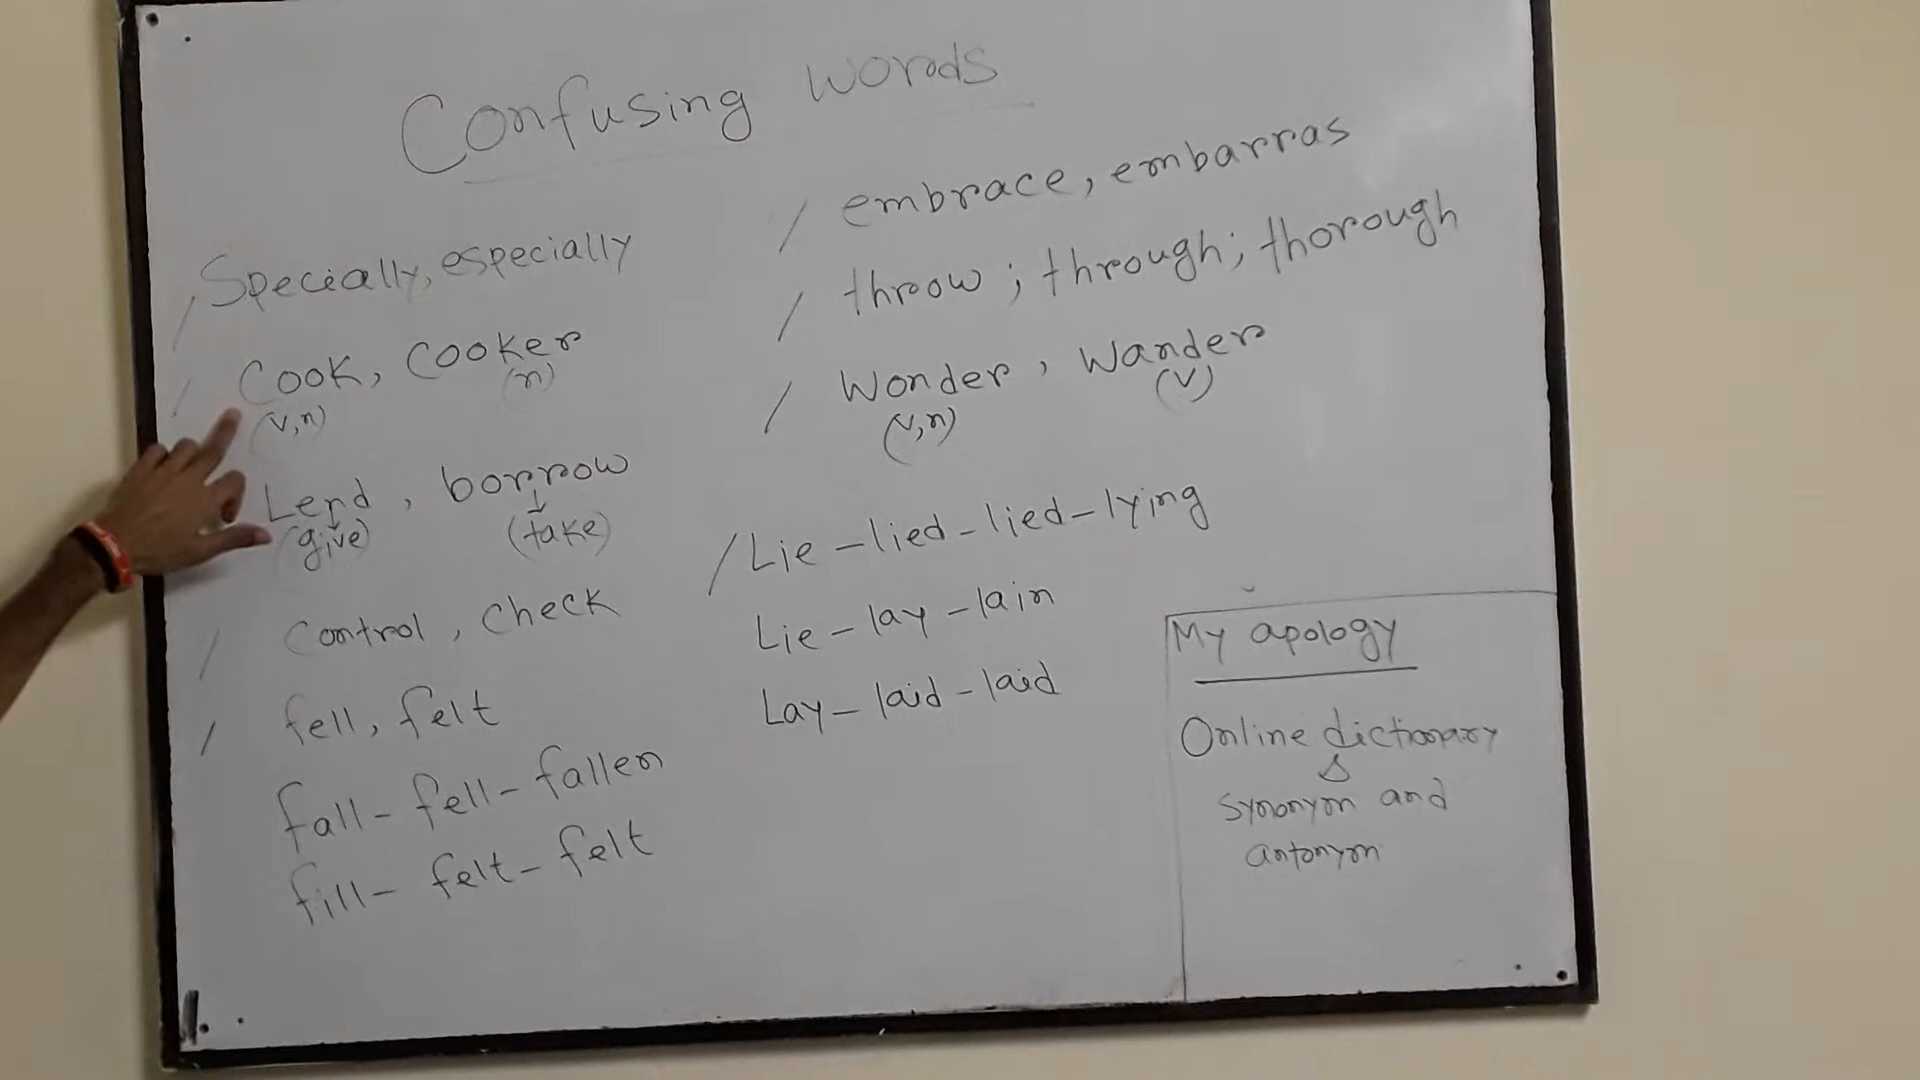 Confusing words
Specially, especially
Cook, Cooker
(v,n) (n)
Lend, borrow
(give) (take)
Control, Check
fell, felt
fall - fell - fallen
fill - felt - felt
embrace, embarras
throw; through; thorough
Wonder, Wander
(v,n) (v)
Lie - lied - lied - lying
Lie - lay - lain
Lay - laid - laid
My apology
Online dictionary
synonym and
antonym